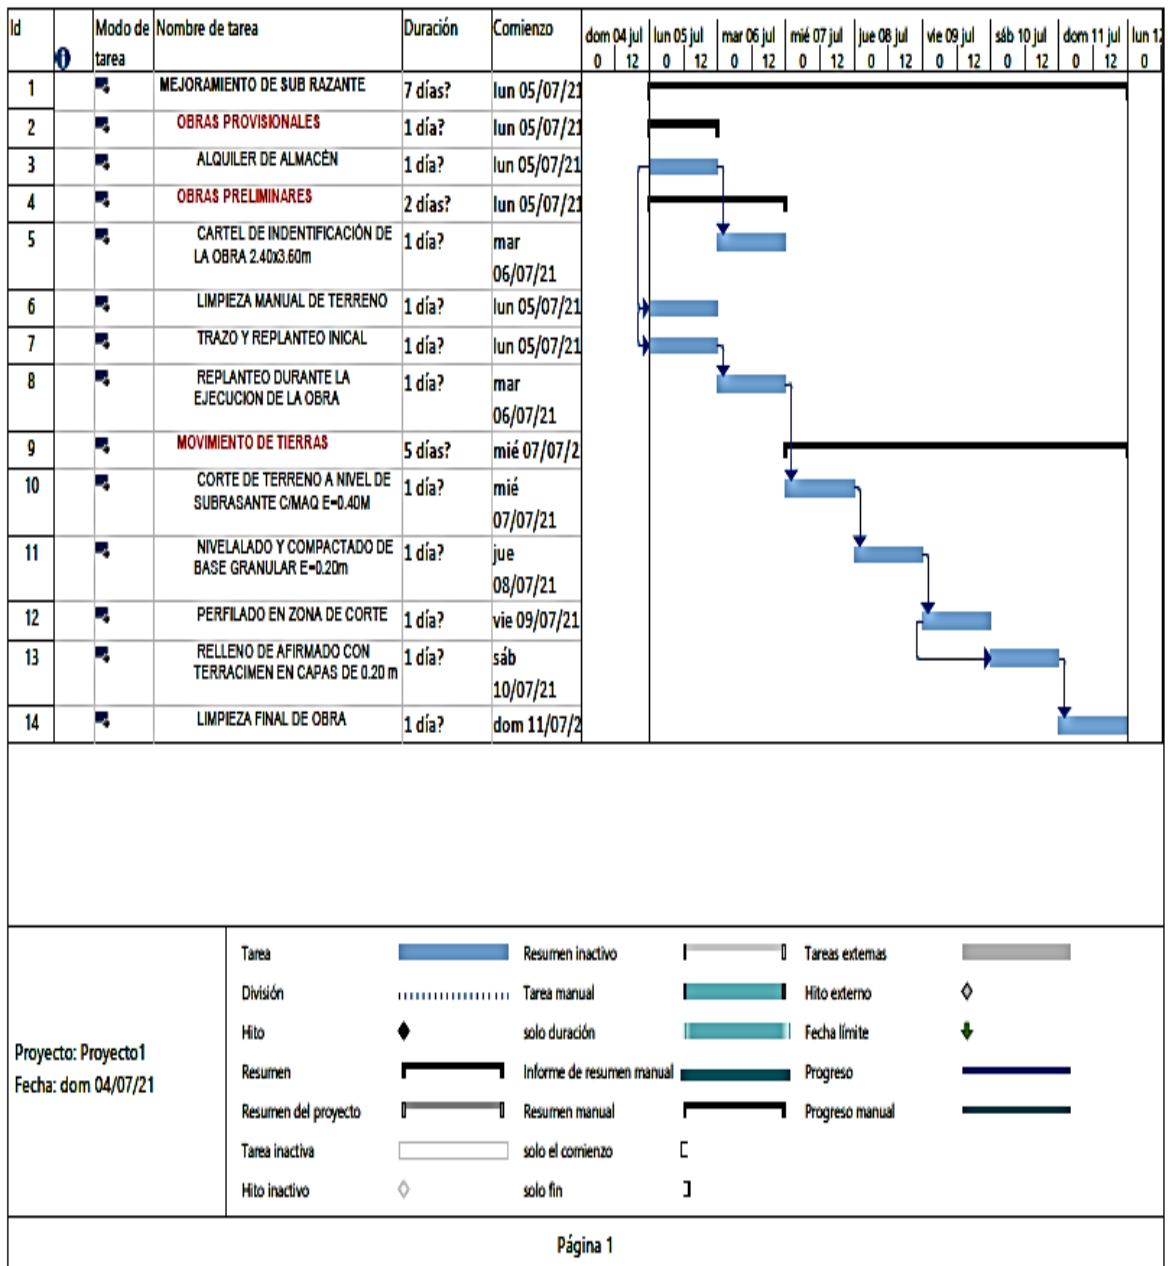 Id Modo de Nombre de tarea Duración Comienzo dom 04 jul lun 05 jul mar 06 jul mié 07 jul jue 08 jul vie 09 jul sáb 10 jul dom 11 jul lun 12
tarea 0 12 0 12 0 12 0 12 0 12 0 12 0 12 0 12 0
1 MEJORAMIENTO DE SUB RAZANTE 7 días? lun 05/07/21
2 OBRAS PROVISIONALES 1 día? lun 05/07/21
3 ALQUILER DE ALMACÉN 1 día? lun 05/07/21
4 OBRAS PRELIMINARES 2 días? lun 05/07/21
5 CARTEL DE INDENTIFICACIÓN DE 1 día? mar
LA OBRA 2.40x3.60m
06/07/21
6 LIMPIEZA MANUAL DE TERRENO 1 día? lun 05/07/21
7 TRAZO Y REPLANTEO INICAL 1 día? lun 05/07/21
8 REPLANTEO DURANTE LA 1 día? mar
EJECUCION DE LA OBRA
06/07/21
9 MOVIMIENTO DE TIERRAS 5 días? mié 07/07/2
10 CORTE DE TERRENO A NIVEL DE 1 día? mié
SUBRASANTE C/MAQ E=0.40M
07/07/21
11 NIVELALADO Y COMPACTADO DE 1 día? jue
BASE GRANULAR E=0.20m
08/07/21
12 PERFILADO EN ZONA DE CORTE 1 día? vie 09/07/21
13 RELLENO DE AFIRMADO CON 1 día? sáb
TERRACIMEN EN CAPAS DE 0.20 m
10/07/21
14 LIMPIEZA FINAL DE OBRA 1 día? dom 11/07/2
Proyecto: Proyecto1
Fecha: dom 04/07/21
Tarea Resumen inactivo Tareas externas
División Tarea manual Hito externo
Hito solo duración Fecha límite
Resumen Informe de resumen manual Progreso
Resumen del proyecto Resumen manual Progreso manual
Tarea inactiva solo el comienzo
Hito inactivo solo fin
Página 1